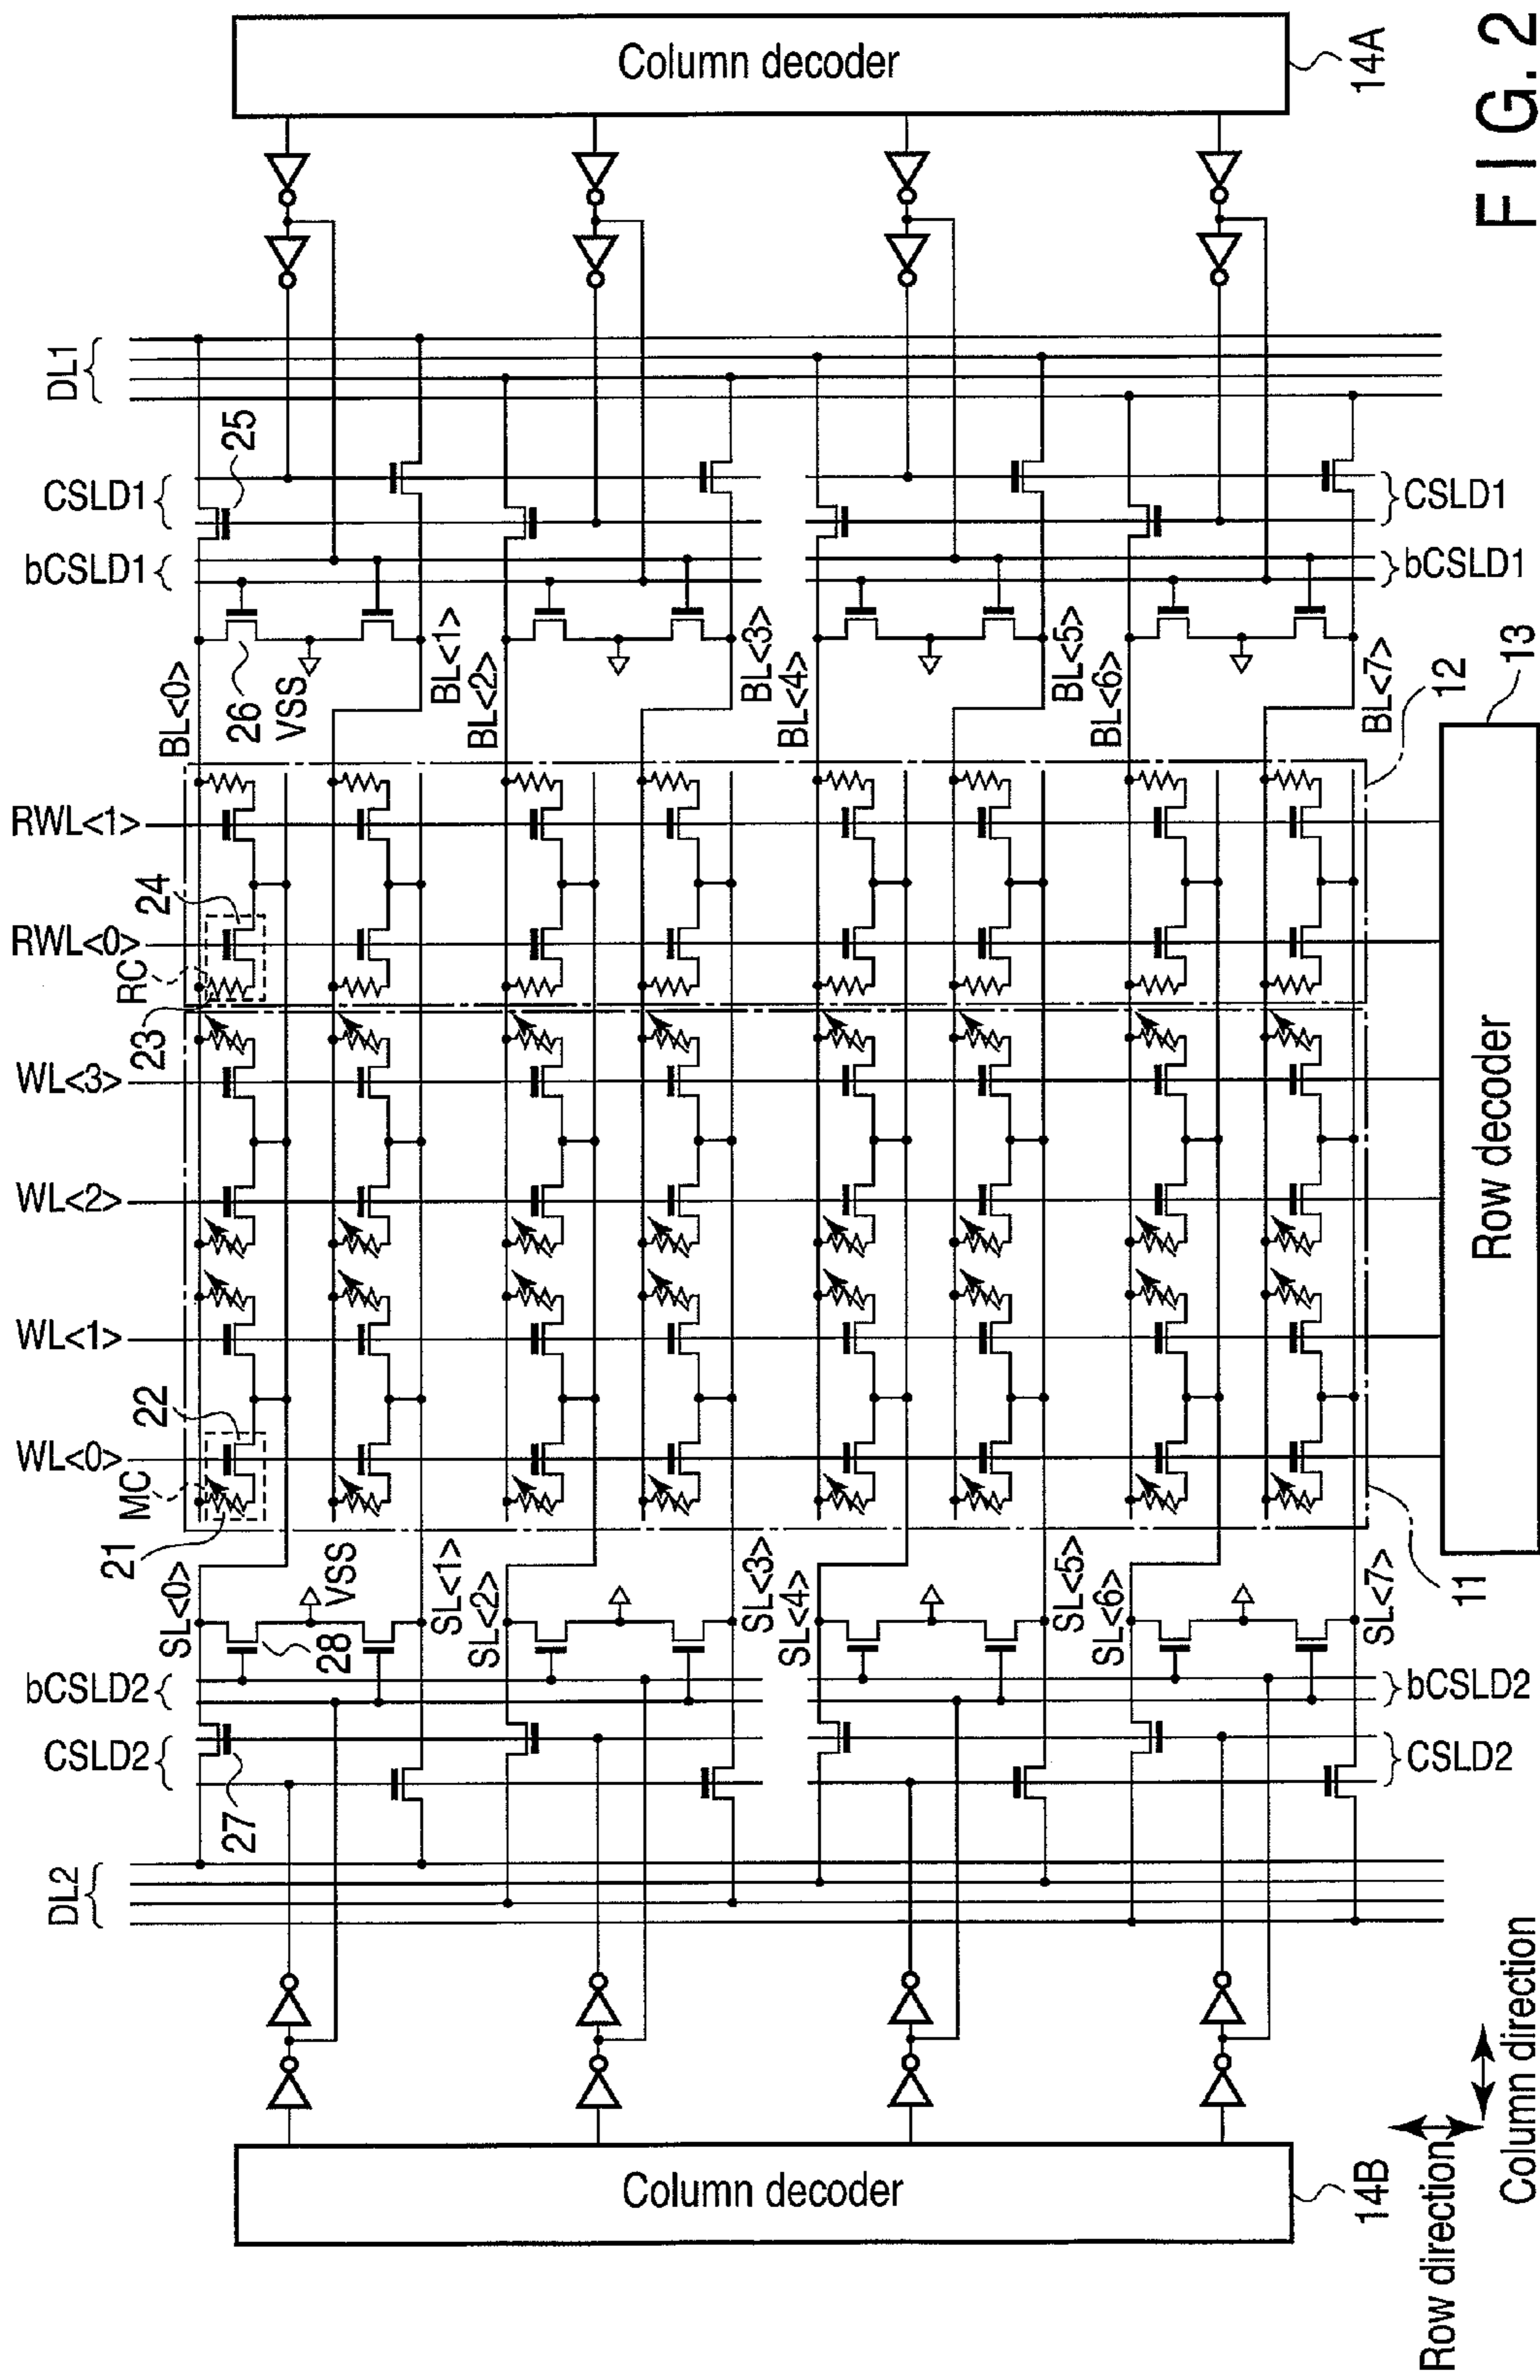 Column decoder
14A
FIG. 2
DL1
25
CSLD1
CSLD1
bCSLD1
bCSLD1
BL<0>
26
VSS
BL<1>
BL<2>
BL<3>
BL<4>
BL<5>
BL<6>
BL<7>
12
13
RWL<1>
24
RWL<0>
RC
23
WL<3>
WL<2>
WL<1>
22
WL<0>
MC
21
Row decoder
11
SL<0>
VSS
28
SL<1>
SL<2>
SL<3>
SL<4>
SL<5>
SL<6>
SL<7>
bCSLD2
bCSLD2
CSLD2
CSLD2
27
DL2
Column decoder
14B
Row direction
Column direction